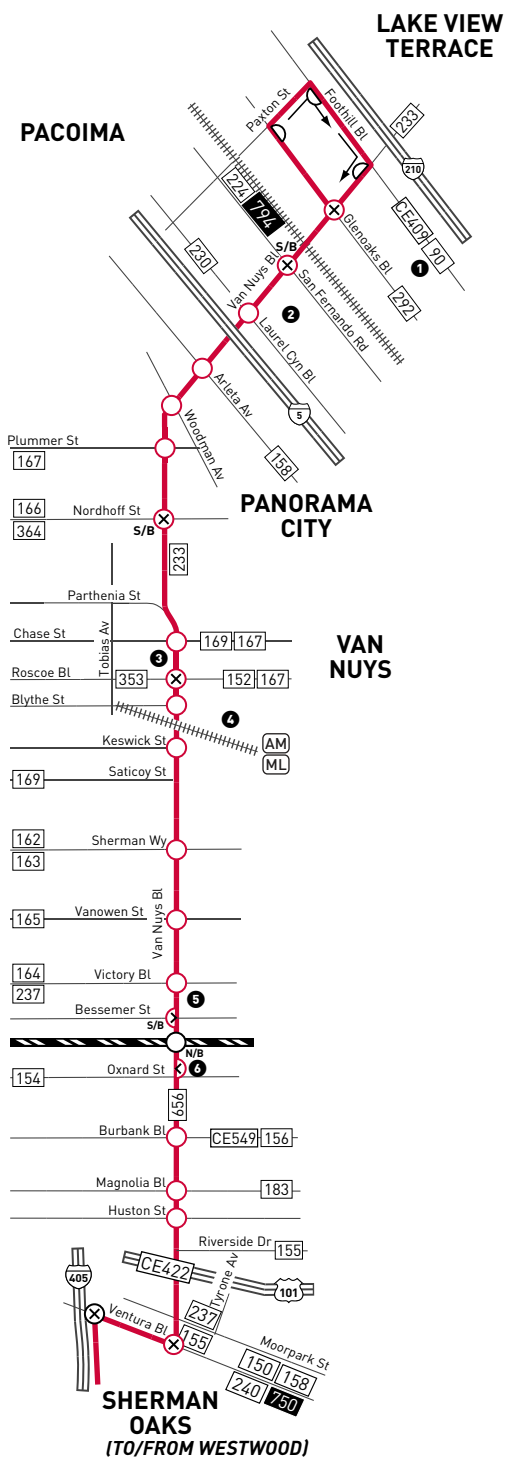 LAKE VIEW
TERRACE
PACOIMA
Paxton St
Foothill Bl
233
210
224
794
CE409
90
1
Glenoaks Bl
292
230
S/B
Van Nuys Bl
San Fernando Rd
2
Laurel Cyn Bl
Arleta Av
5
Woodman Av
158
Plummer St
167
PANORAMA
CITY
166
Nordhoff St
364
S/B
233
Parthenia St
Tobias Av
Chase St
169 167
VAN
NUYS
3
Roscoe Bl
353
152 167
Blythe St
4
Keswick St
AM
ML
Saticoy St
169
162
Sherman Wy
163
Van Nuys Bl
165
Vanowen St
164
Victory Bl
237
5
Bessemer St
S/B
N/B
Oxnard St
6
154
656
Burbank Bl
CE549 156
Magnolia Bl
183
Huston St
Riverside Dr
155
CE422
Tyrone Av
405
101
237
Ventura Bl
155
Moorpark St
150 158
240 750
SHERMAN
OAKS
(TO/FROM WESTWOOD)